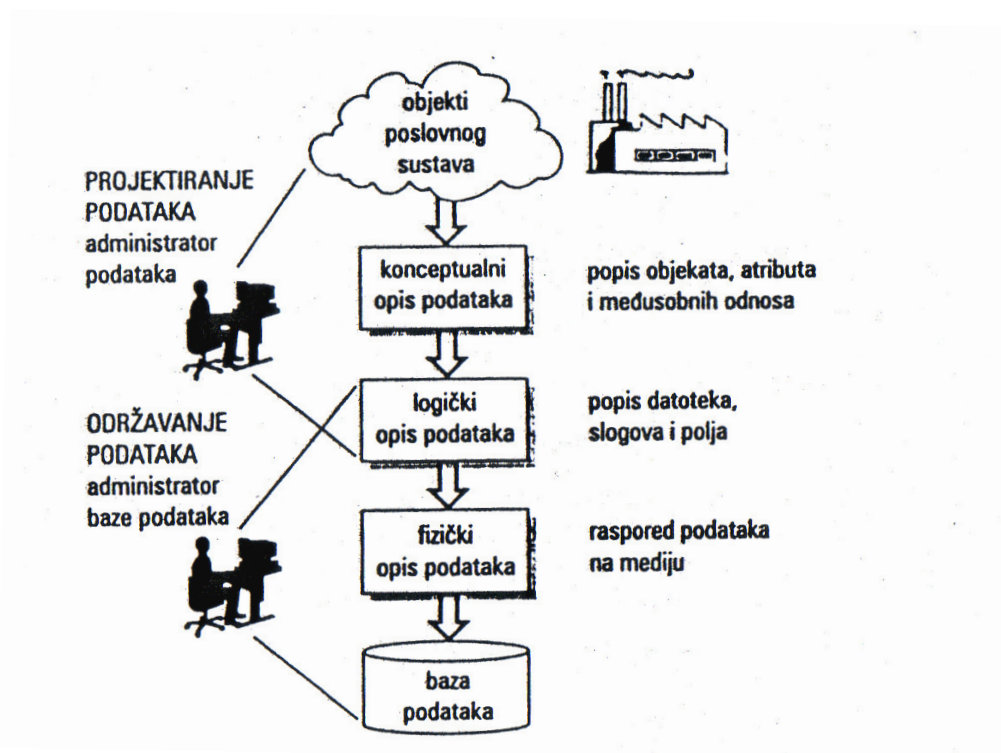 objekti
poslovnog
sustava
PROJEKTIRANJE
PODATAKA
administrator
podataka
konceptualni
opis podataka
popis objekata, atributa
i međusobnih odnosa
logički
opis podataka
popis datoteka,
slogova i polja
ODRŽAVANJE
PODATAKA
administrator
baze podataka
fizički
opis podataka
raspored podataka
na mediju
baza
podataka